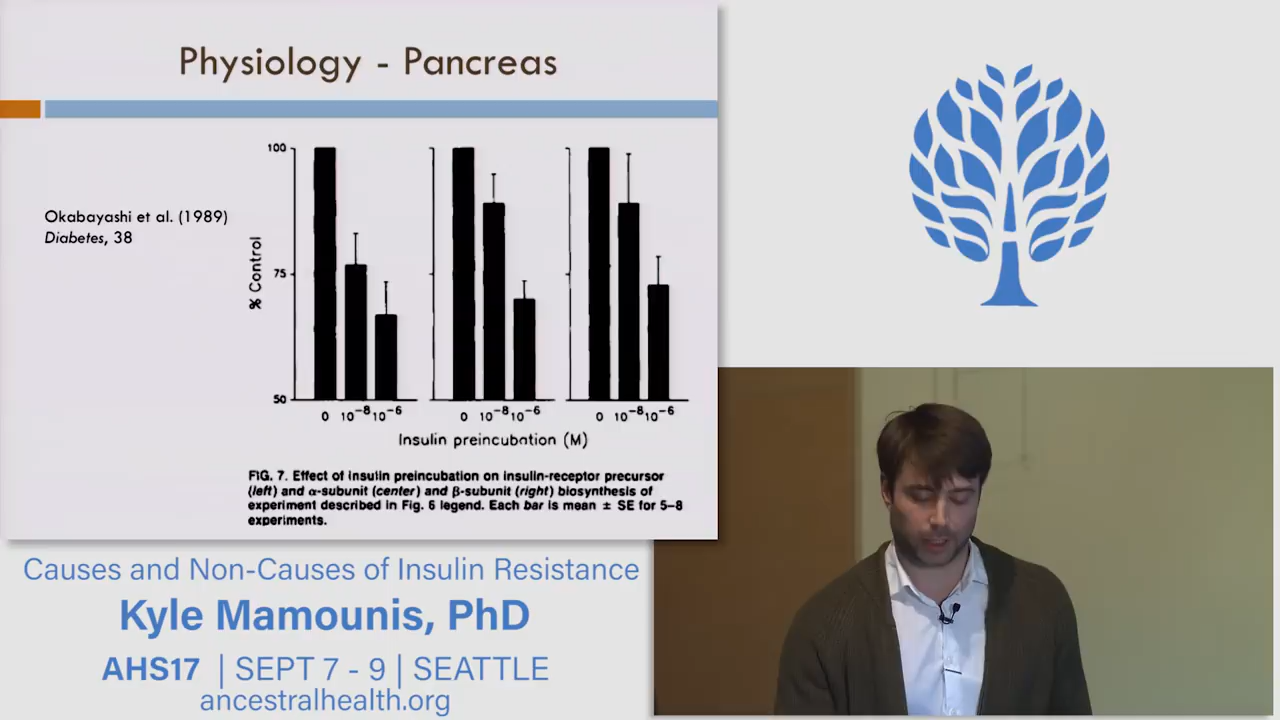 Physiology - Pancreas
Okabayashi et al. (1989)
Diabetes, 38
% Control
100
75
50
0 10⁻⁸ 10⁻⁶
0 10⁻⁸ 10⁻⁶
0 10⁻⁸ 10⁻⁶
Insulin preincubation (M)
FIG. 7. Effect of insulin preincubation on insulin-receptor precursor
(left) and α-subunit (center) and β-subunit (right) biosynthesis of
experiment described in Fig. 6 legend. Each bar is mean ± SE for 5–8
experiments.
Causes and Non-Causes of Insulin Resistance
Kyle Mamounis, PhD
AHS17 | SEPT 7 - 9 | SEATTLE
ancestralhealth.org